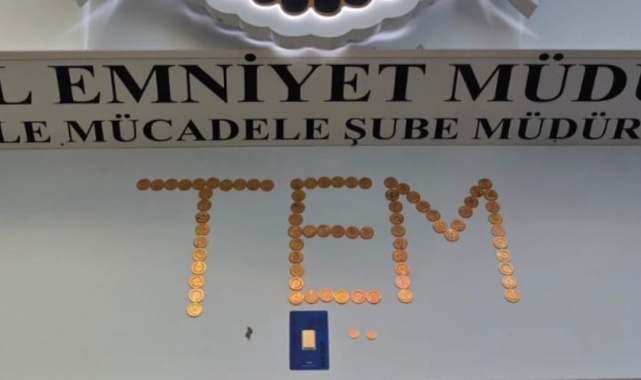 L EMNİYET MÜDÜ
LE MÜCADELE ŞUBE MÜDÜR
TEM